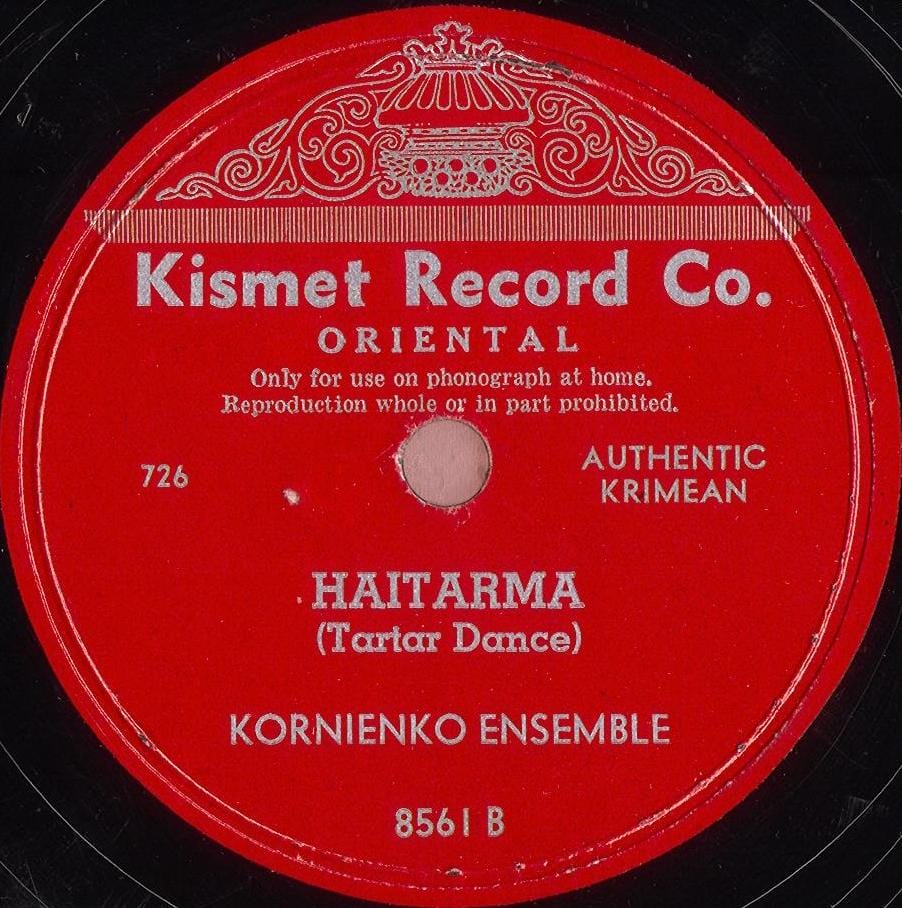 Kismet Record Co.
ORIENTAL
Only for use on phonograph at home.
Reproduction whole or in part prohibited.
726
AUTHENTIC
KRIMEAN
HAITARMA
(Tartar Dance)
KORNIENKO ENSEMBLE
8561 B